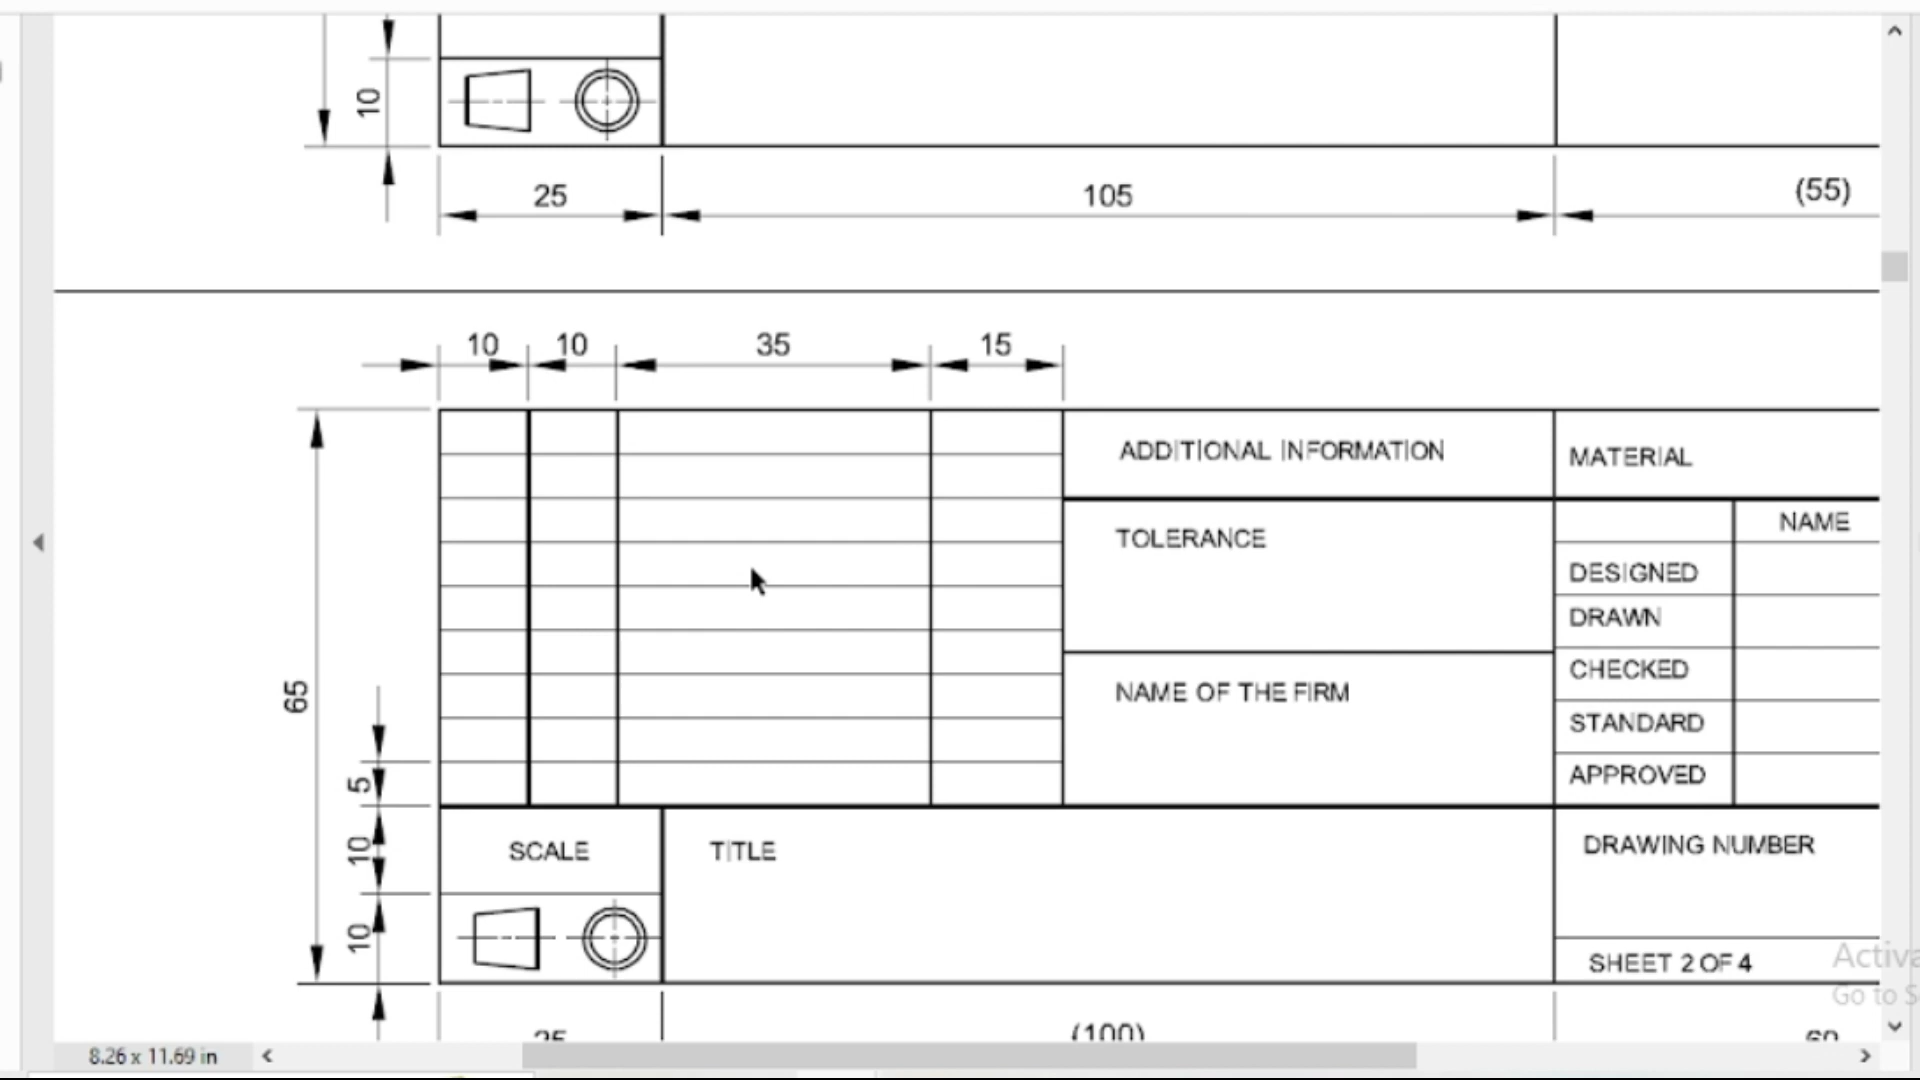 10
25 105 (55)
10 10 35 15
65
5
10
10
ADDITIONAL INFORMATION
MATERIAL
TOLERANCE
NAME
DESIGNED
DRAWN
CHECKED
NAME OF THE FIRM
STANDARD
APPROVED
SCALE
TITLE
DRAWING NUMBER
SHEET 2 OF 4
(100)
8.26 x 11.69 in